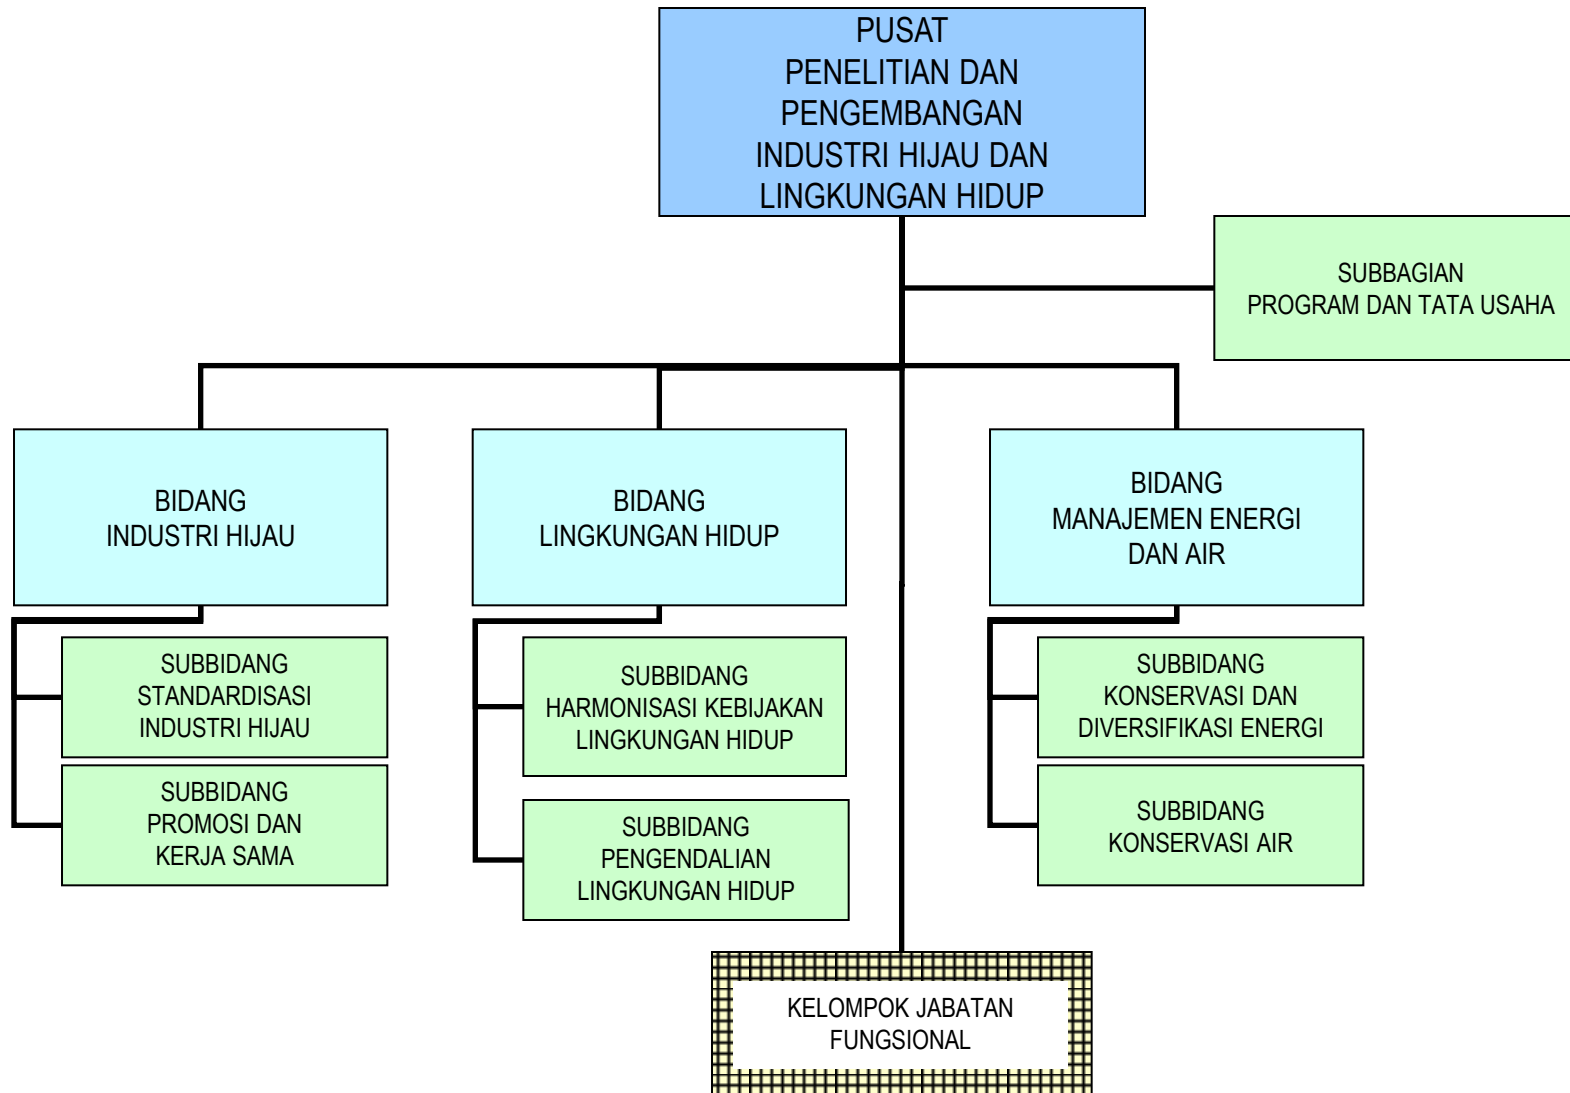 PUSAT
PENELITIAN DAN
PENGEMBANGAN
INDUSTRI HIJAU DAN
LINGKUNGAN HIDUP
SUBBAGIAN
PROGRAM DAN TATA USAHA
BIDANG
INDUSTRI HIJAU
BIDANG
LINGKUNGAN HIDUP
BIDANG
MANAJEMEN ENERGI
DAN AIR
SUBBIDANG
STANDARDISASI
INDUSTRI HIJAU
SUBBIDANG
PROMOSI DAN
KERJA SAMA
SUBBIDANG
HARMONISASI KEBIJAKAN
LINGKUNGAN HIDUP
SUBBIDANG
PENGENDALIAN
LINGKUNGAN HIDUP
SUBBIDANG
KONSERVASI DAN
DIVERSIFIKASI ENERGI
SUBBIDANG
KONSERVASI AIR
KELOMPOK JABATAN
FUNGSIONAL